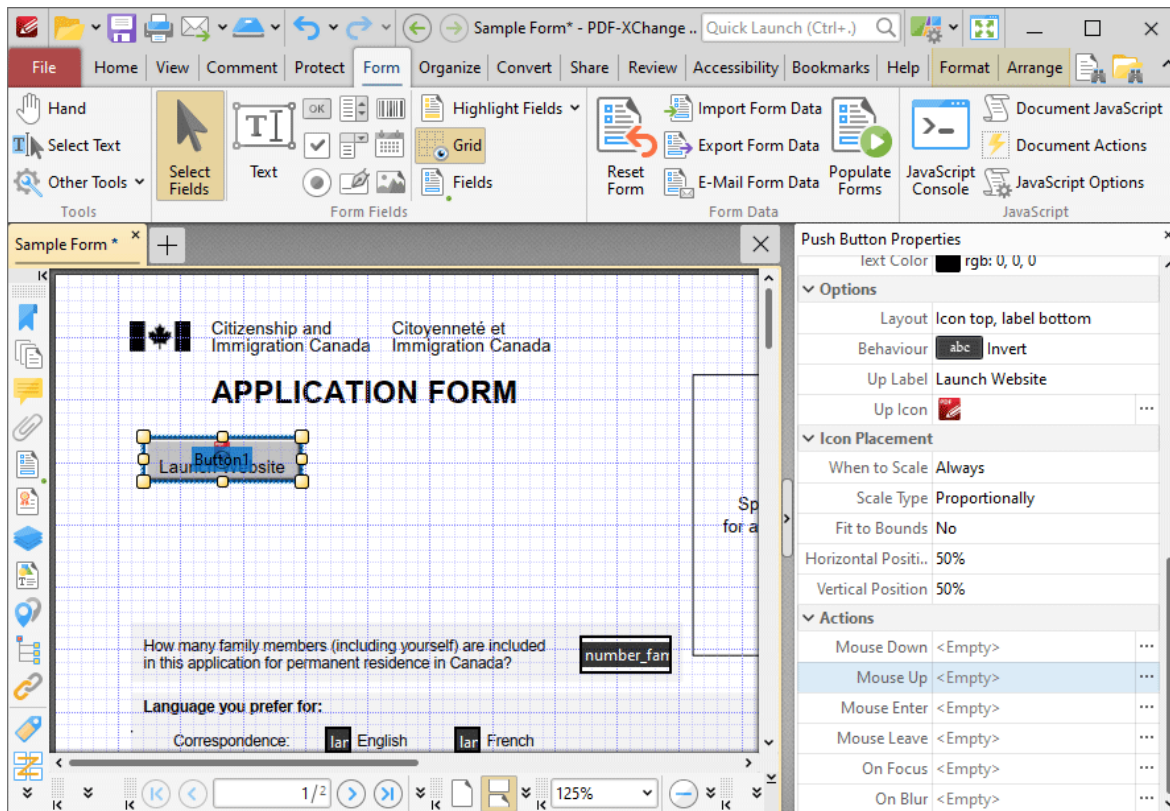 Sample Form* - PDF-XChange ..
Quick Launch (Ctrl+.)
File
Home
View
Comment
Protect
Form
Organize
Convert
Share
Review
Accessibility
Bookmarks
Help
Format
Arrange
Hand
Select Text
Other Tools
Tools
Select
Fields
Text
OK
Form Fields
Highlight Fields
Grid
Fields
Reset
Form
Import Form Data
Export Form Data
E-Mail Form Data
Populate
Forms
Form Data
JavaScript
Console
Document JavaScript
Document Actions
JavaScript Options
JavaScript
Sample Form *
Citizenship and
Immigration Canada
Citoyenneté et
Immigration Canada
APPLICATION FORM
Button1
Launch Website
Sp
for a
How many family members (including yourself) are included
in this application for permanent residence in Canada?
number_fam
Language you prefer for:
Correspondence:
lar
English
lar
French
1/2
125%
Push Button Properties
Text Color rgb: 0, 0, 0
Options
Layout Icon top, label bottom
Behaviour abc Invert
Up Label Launch Website
Up Icon PDF ...
Icon Placement
When to Scale Always
Scale Type Proportionally
Fit to Bounds No
Horizontal Positi.. 50%
Vertical Position 50%
Actions
Mouse Down <Empty> ...
Mouse Up <Empty> ...
Mouse Enter <Empty> ...
Mouse Leave <Empty> ...
On Focus <Empty> ...
On Blur <Empty> ...